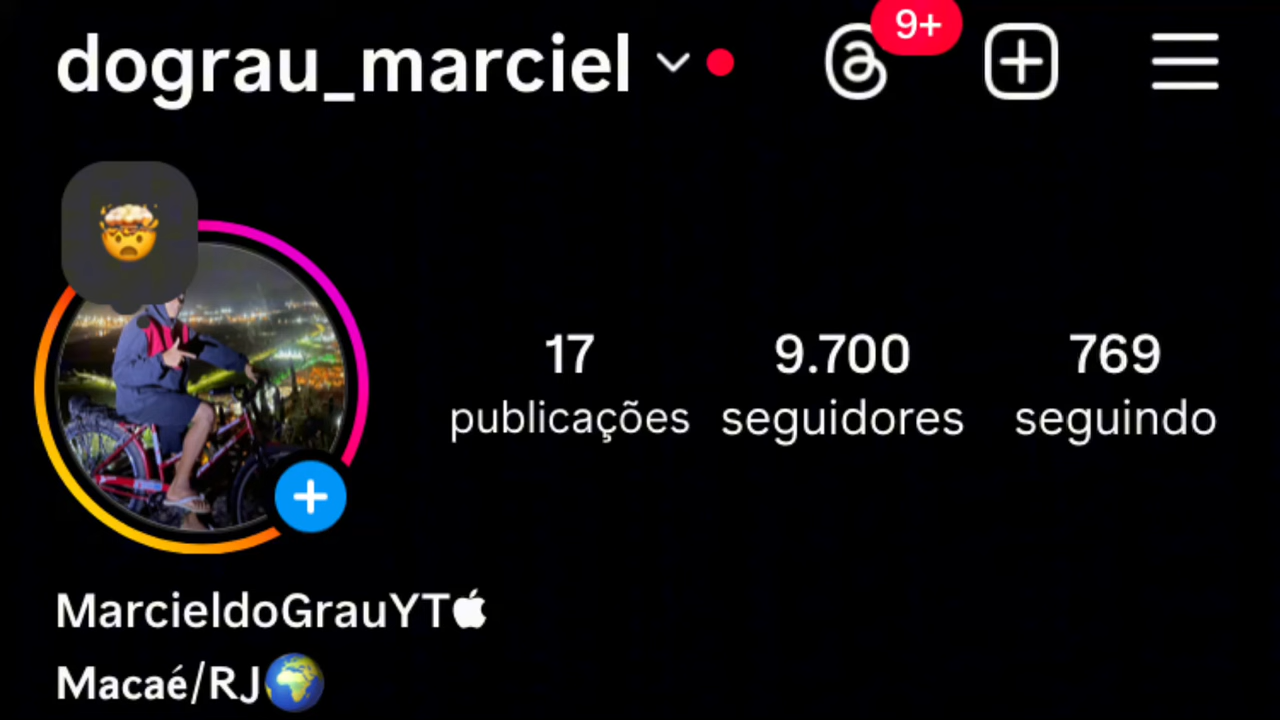 dograu_marciel
9+
17 9.700 769
publicações seguidores seguindo
MarcieldoGrauYT
Macaé/RJ🌍